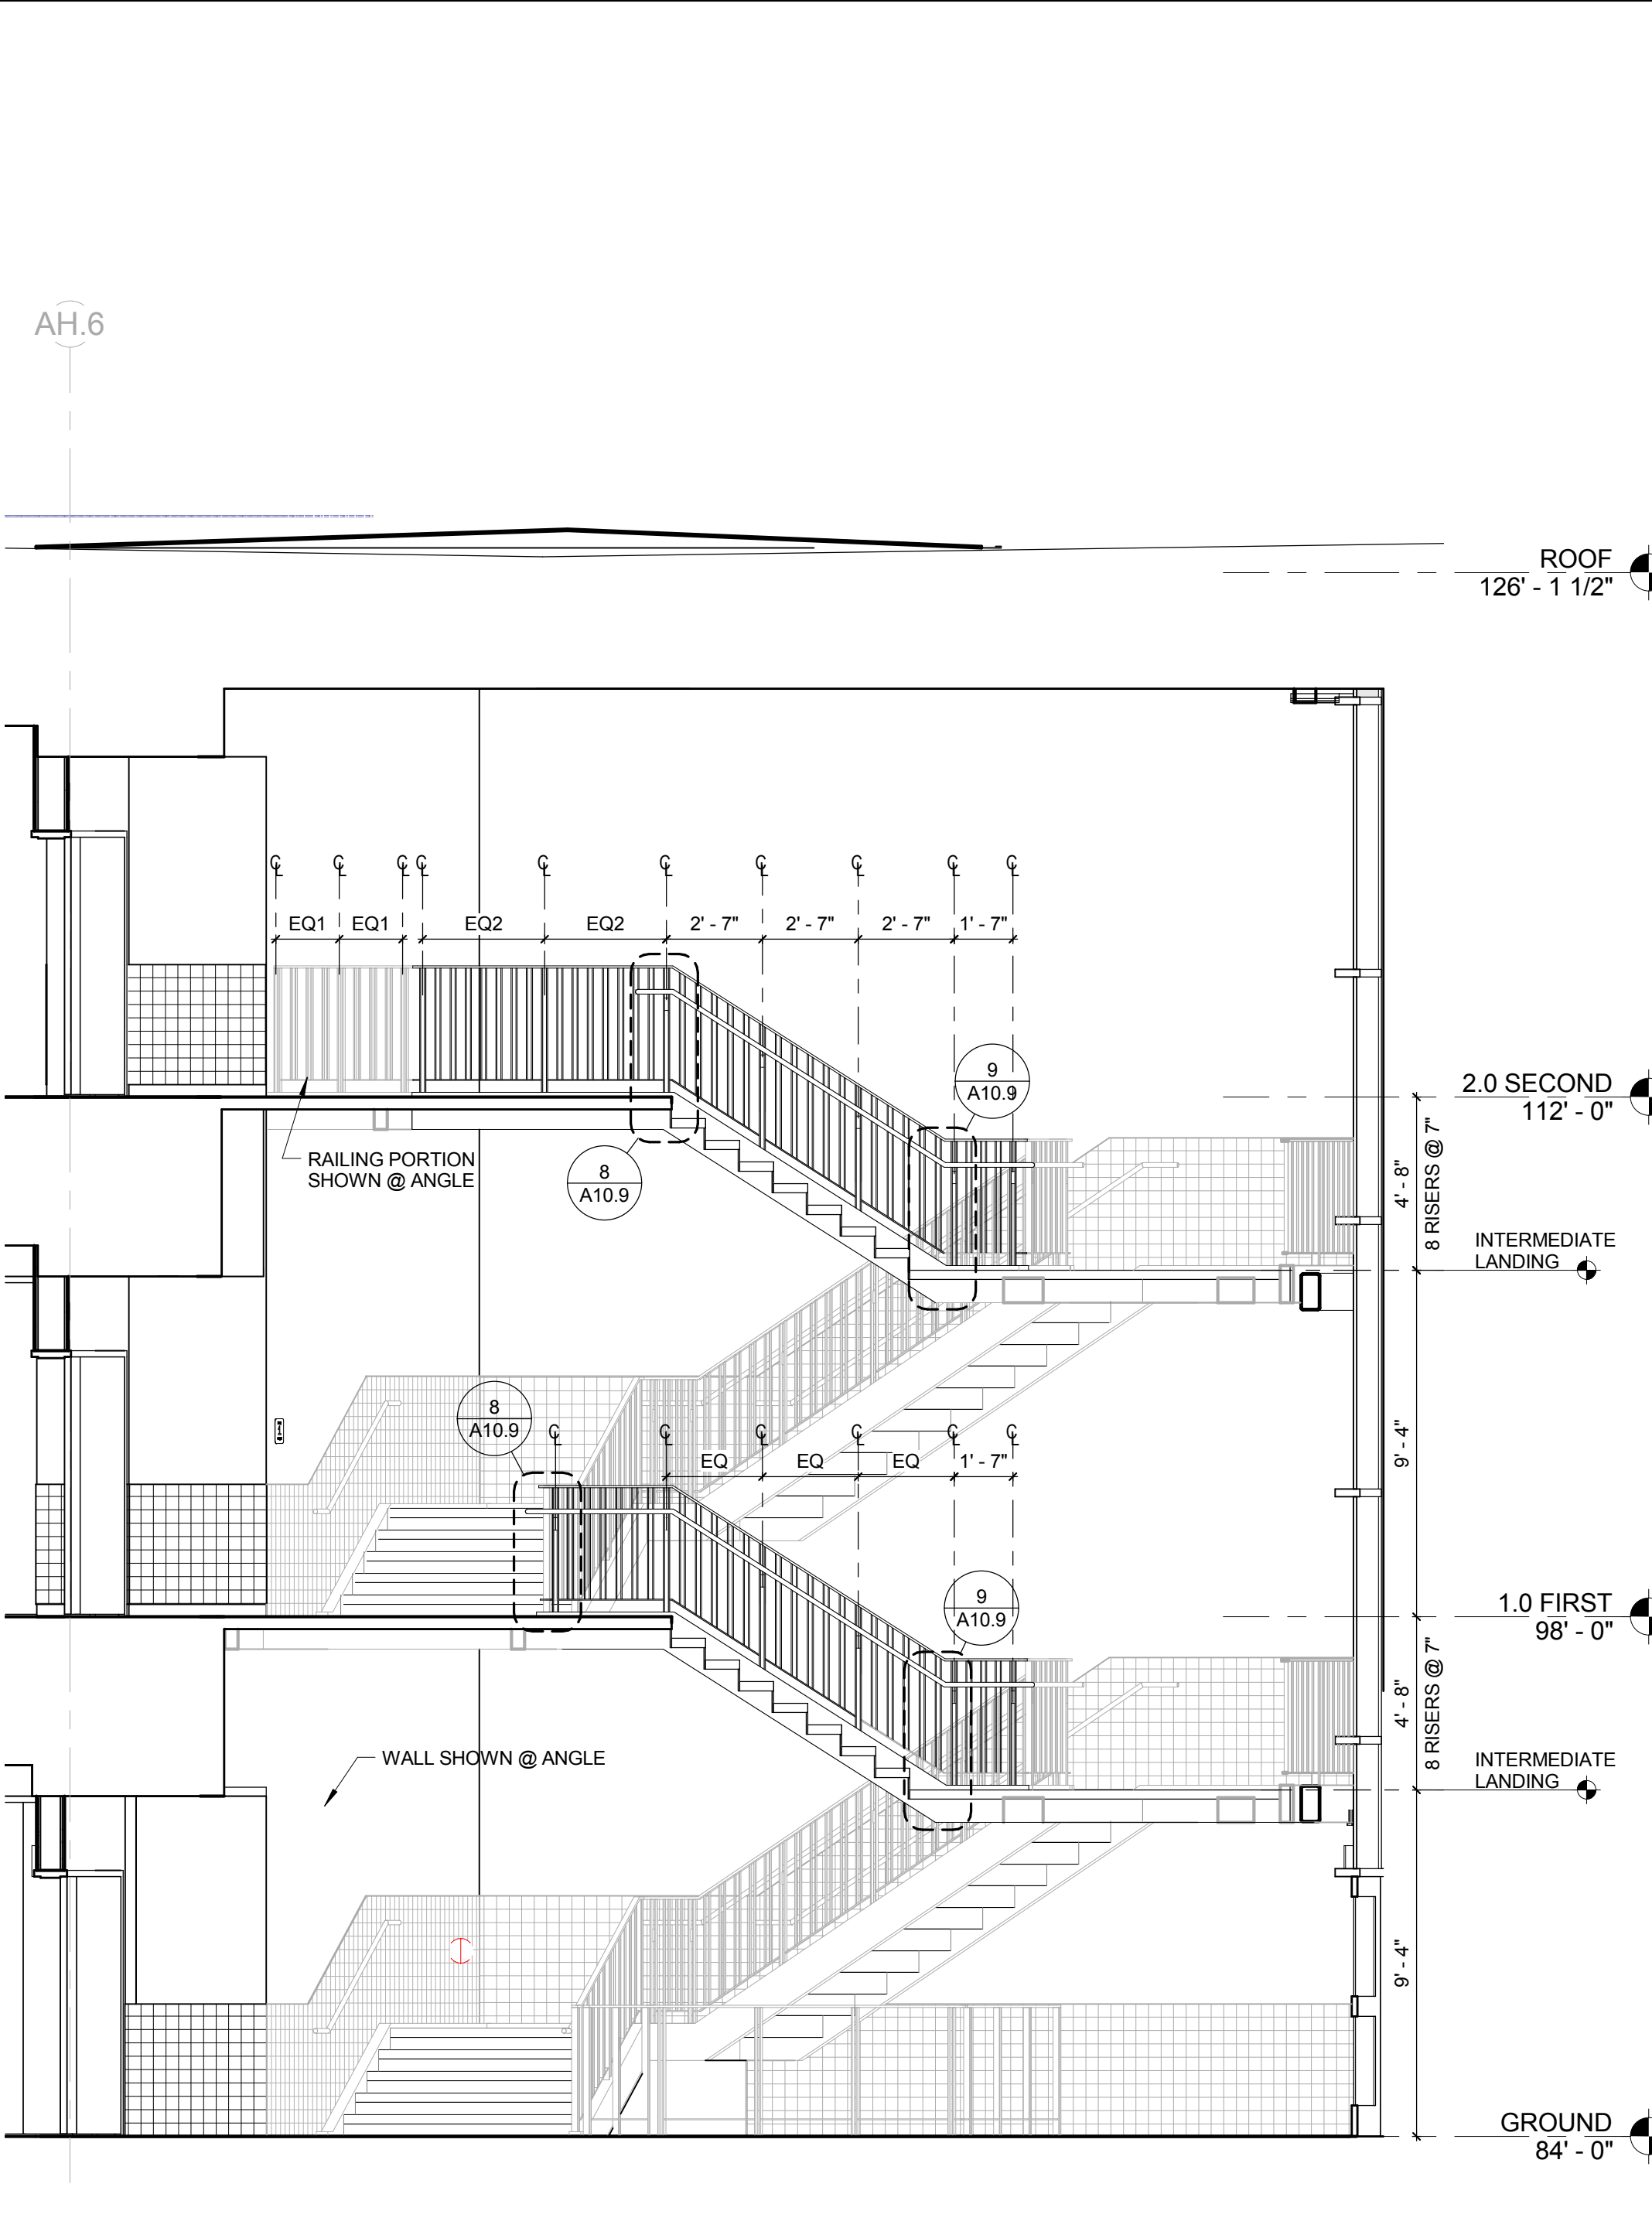 AH.6
ROOF
126' - 1 1/2"
℄ ℄ ℄ ℄ ℄ ℄ ℄ ℄ ℄ ℄
EQ1 EQ1 EQ2 EQ2 2' - 7" 2' - 7" 2' - 7" 1' - 7"
9
A10.9
2.0 SECOND
112' - 0"
RAILING PORTION
SHOWN @ ANGLE
8
A10.9
4' - 8"
8 RISERS @ 7"
INTERMEDIATE
LANDING
8
A10.9
℄ ℄ ℄ ℄ ℄ ℄
EQ EQ EQ 1' - 7"
9' - 4"
9
A10.9
1.0 FIRST
98' - 0"
4' - 8"
8 RISERS @ 7"
WALL SHOWN @ ANGLE
INTERMEDIATE
LANDING
9' - 4"
GROUND
84' - 0"